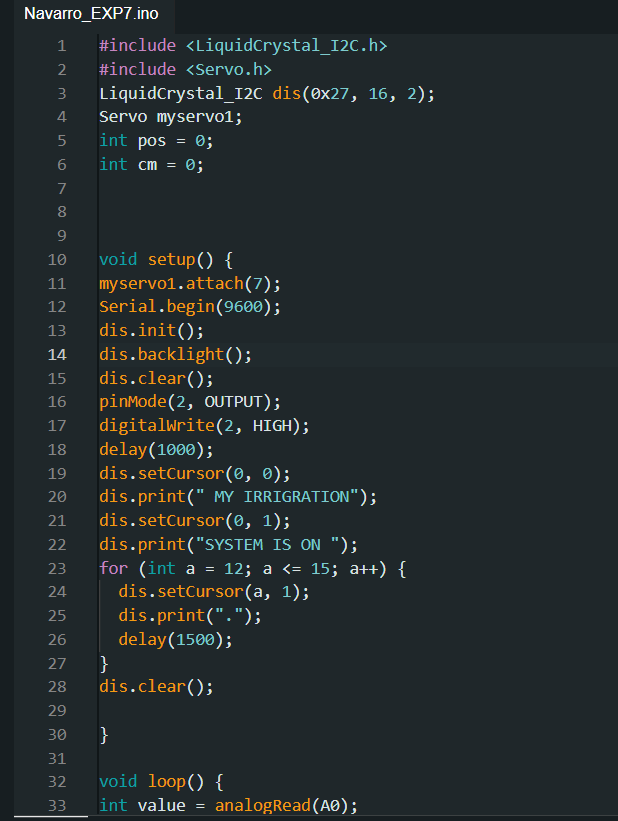 Navarro_EXP7.ino
1 #include <LiquidCrystal_I2C.h>
2 #include <Servo.h>
3 LiquidCrystal_I2C dis(0x27, 16, 2);
4 Servo myservo1;
5 int pos = 0;
6 int cm = 0;
7
8
9
10 void setup() {
11 myservo1.attach(7);
12 Serial.begin(9600);
13 dis.init();
14 dis.backlight();
15 dis.clear();
16 pinMode(2, OUTPUT);
17 digitalWrite(2, HIGH);
18 delay(1000);
19 dis.setCursor(0, 0);
20 dis.print(" MY IRRIGRATION");
21 dis.setCursor(0, 1);
22 dis.print("SYSTEM IS ON ");
23 for (int a = 12; a <= 15; a++) {
24   dis.setCursor(a, 1);
25   dis.print(".");
26   delay(1500);
27 }
28 dis.clear();
29
30 }
31
32 void loop() {
33 int value = analogRead(A0);